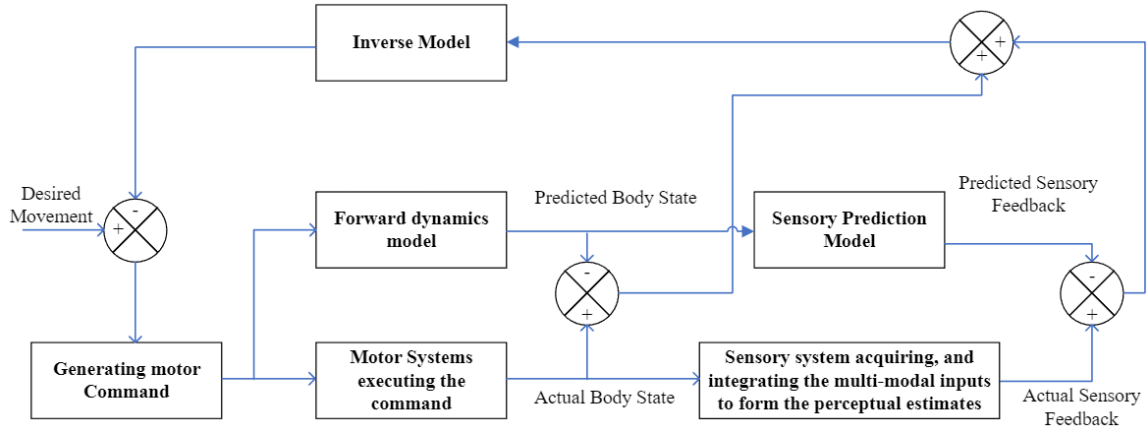 Inverse Model
+
+
Desired
Movement
-
+
Forward dynamics
model
Predicted Body State
Sensory Prediction
Model
Predicted Sensory
Feedback
-
+
-
+
Generating motor
Command
Motor Systems
executing the
command
Actual Body State
Sensory system acquiring, and
integrating the multi-modal inputs
to form the perceptual estimates
Actual Sensory
Feedback